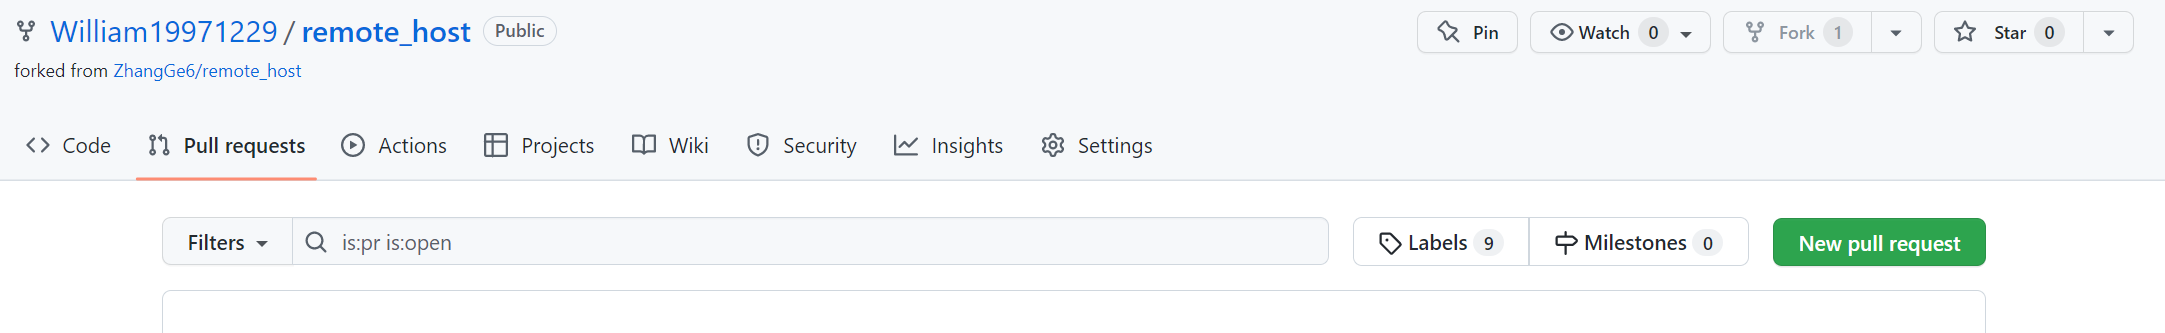 William19971229 / remote_host Public Pin Watch 0 Fork 1 Star 0
forked from ZhangGe6/remote_host
Code Pull requests Actions Projects Wiki Security Insights Settings
Filters is:pr is:open Labels 9 Milestones 0 New pull request